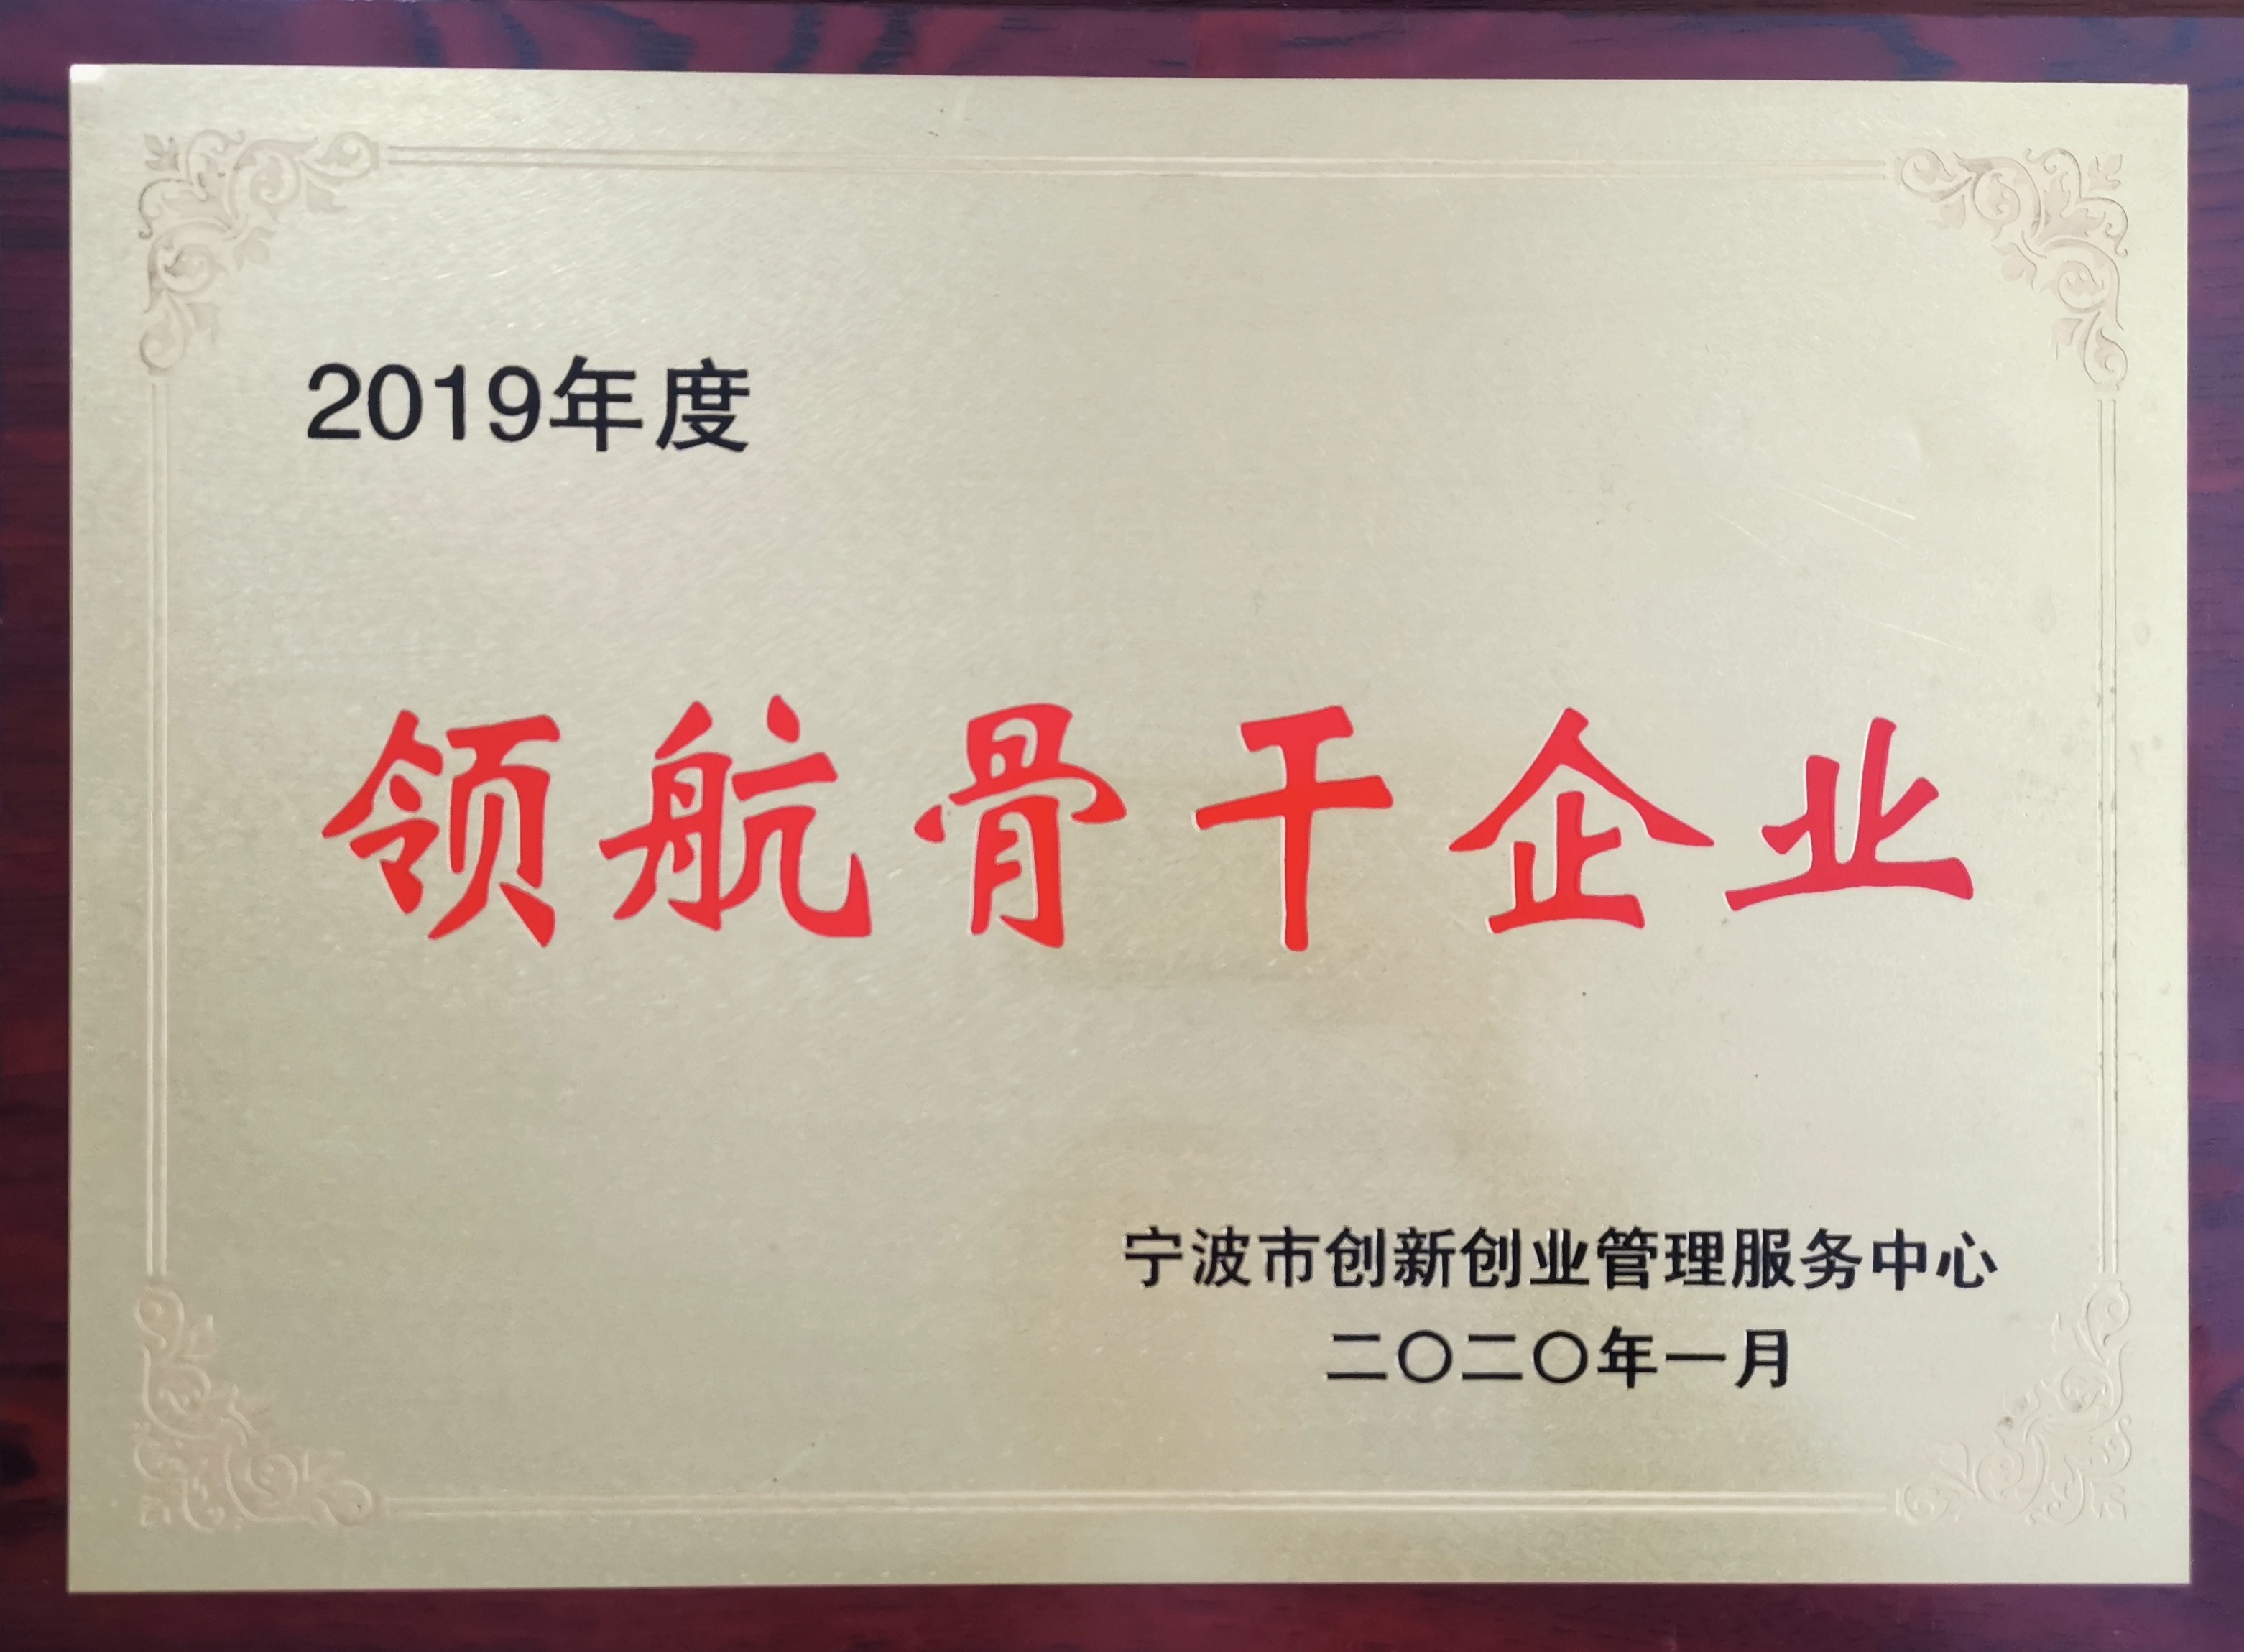 2019年度
领航骨干企业
宁波市创新创业管理服务中心
二〇二〇年一月